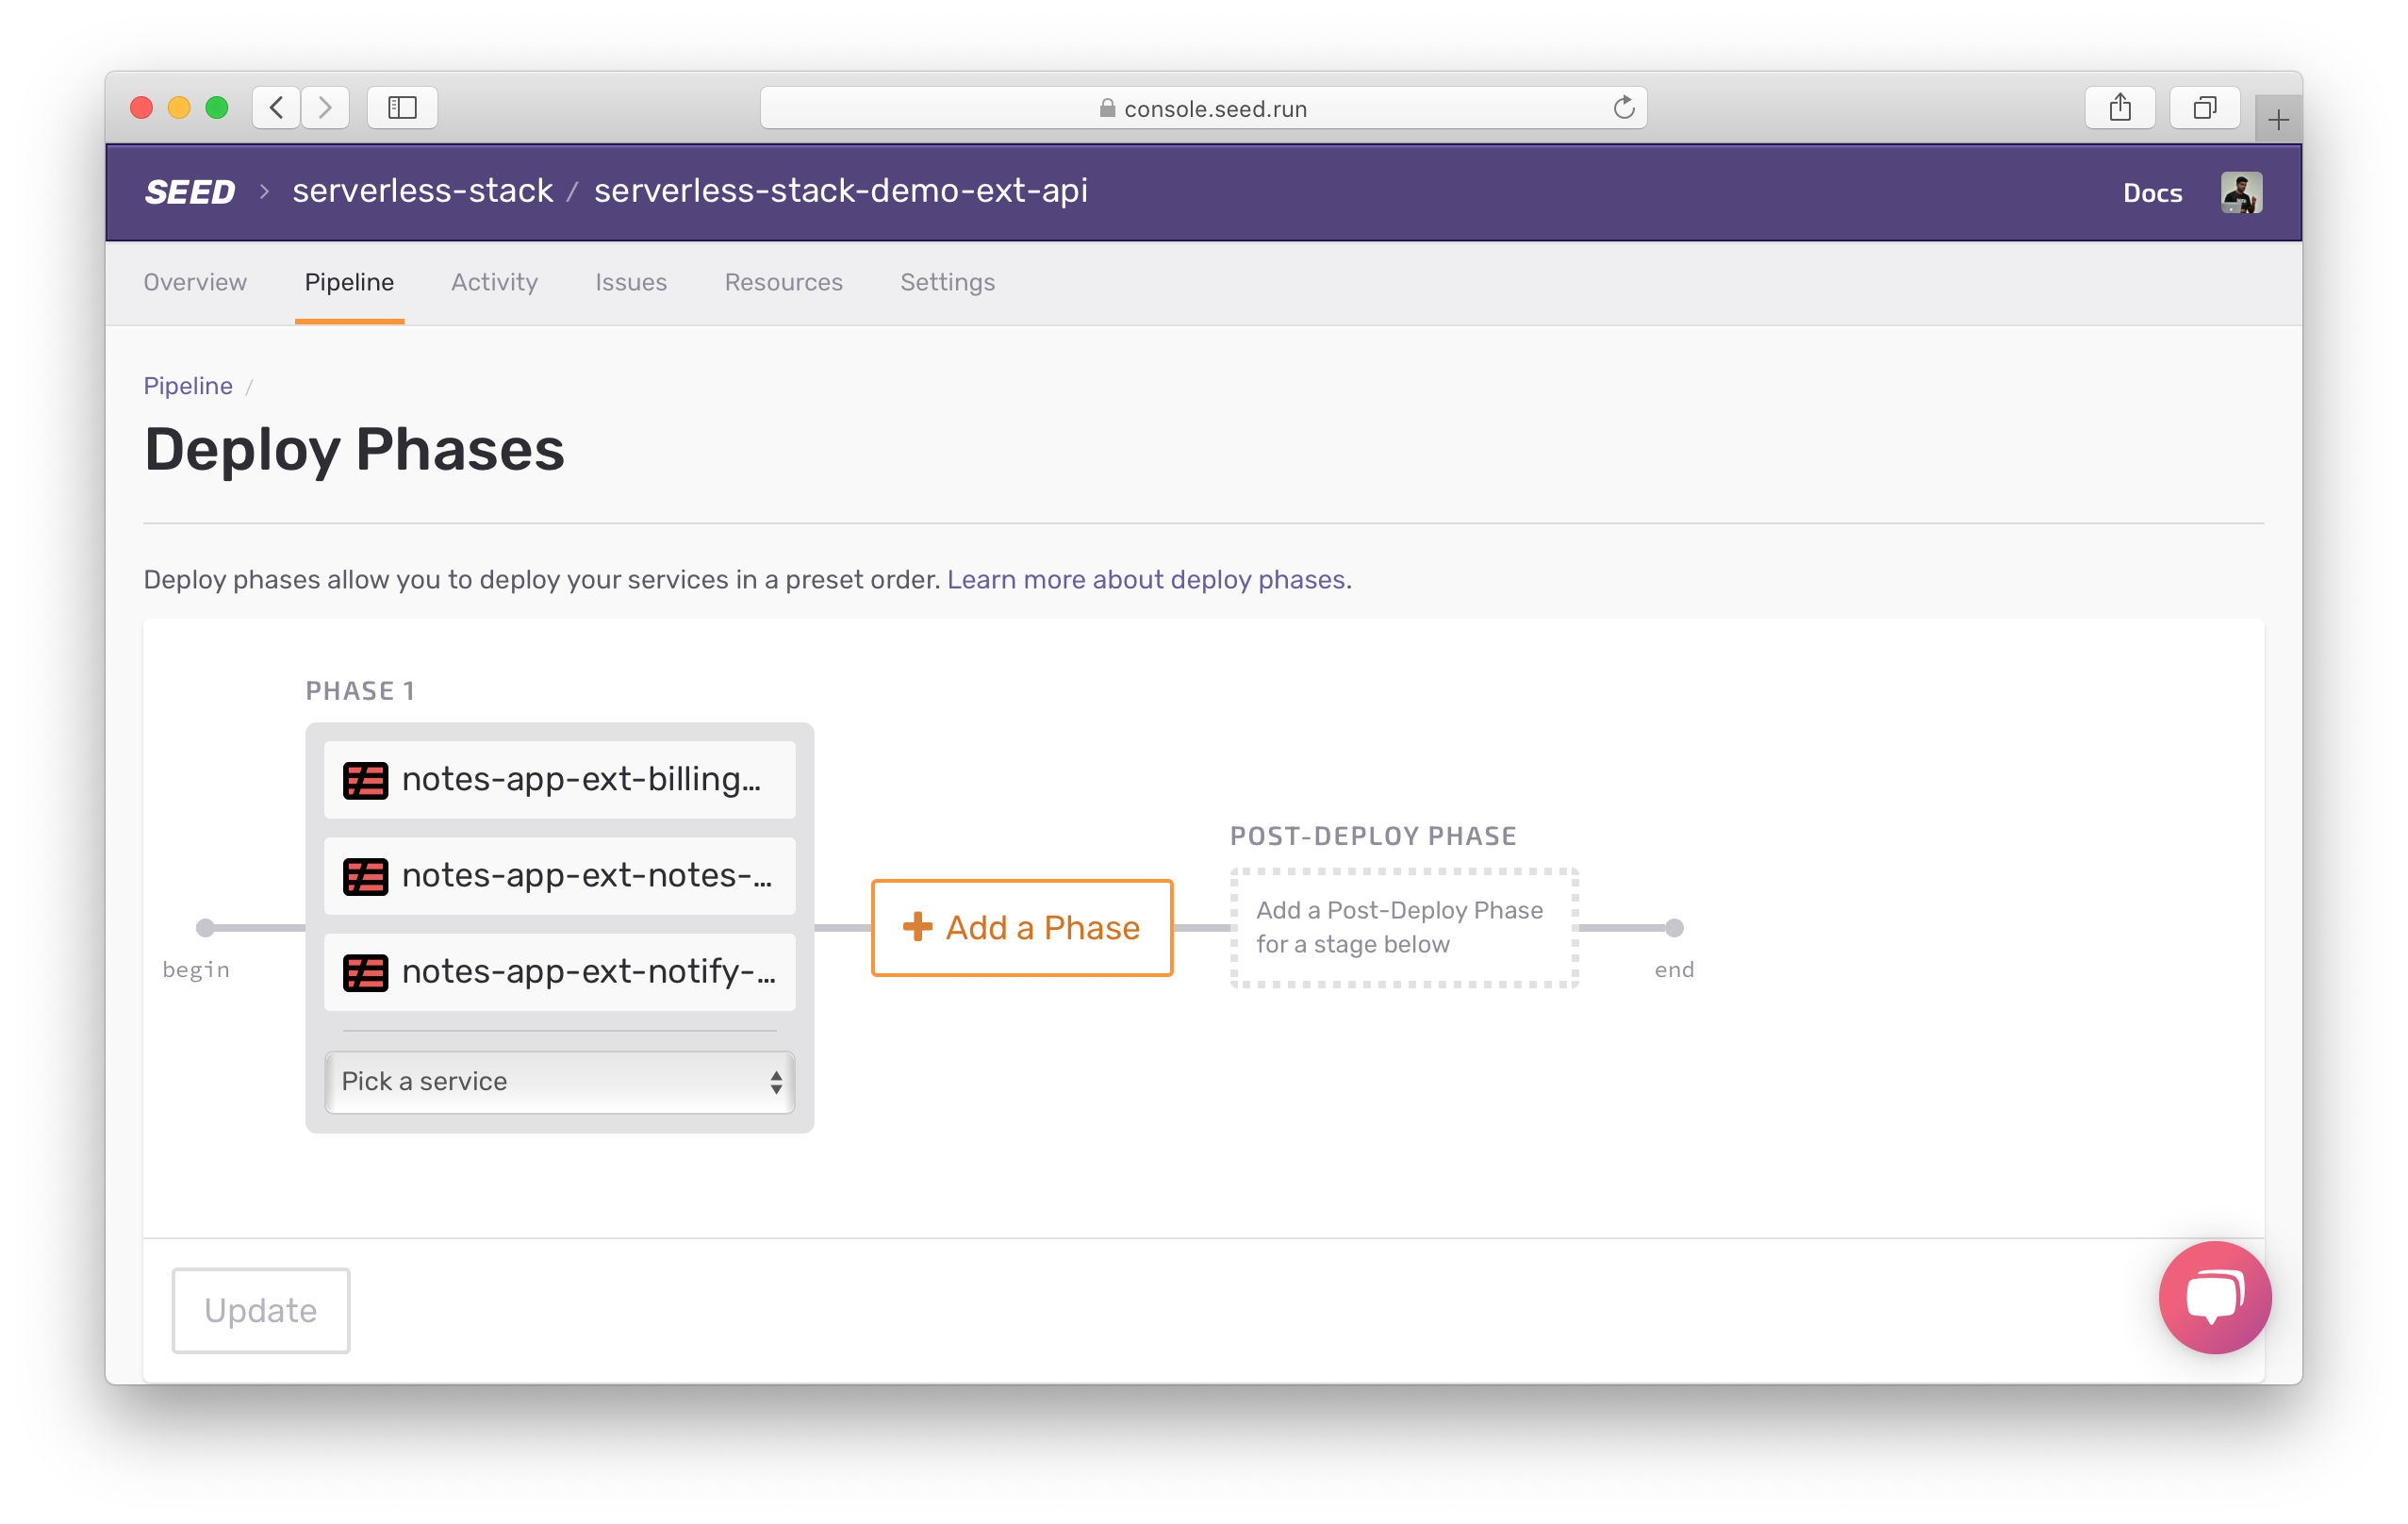 console.seed.run
SEED > serverless-stack / serverless-stack-demo-ext-api
Docs
Overview
Pipeline
Activity
Issues
Resources
Settings
Pipeline /
Deploy Phases
Deploy phases allow you to deploy your services in a preset order. Learn more about deploy phases.
PHASE 1
notes-app-ext-billing...
notes-app-ext-notes-...
notes-app-ext-notify-...
Pick a service
begin
Add a Phase
POST-DEPLOY PHASE
Add a Post-Deploy Phase
for a stage below
end
Update